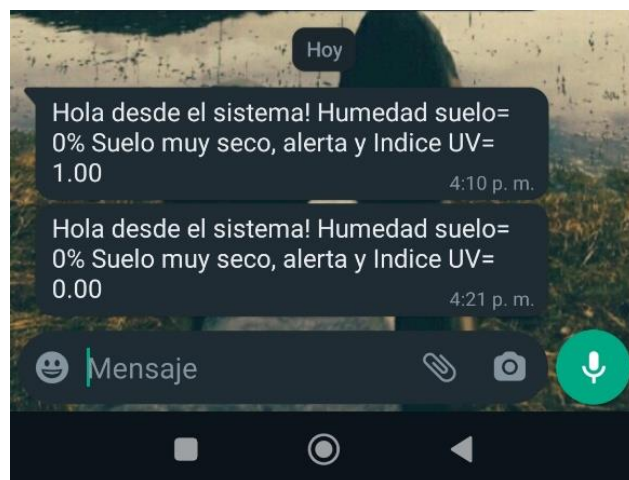 Hoy
Hola desde el sistema! Humedad suelo=
0% Suelo muy seco, alerta y Indice UV=
1.00
4:10 p. m.
Hola desde el sistema! Humedad suelo=
0% Suelo muy seco, alerta y Indice UV=
0.00
4:21 p. m.
Mensaje